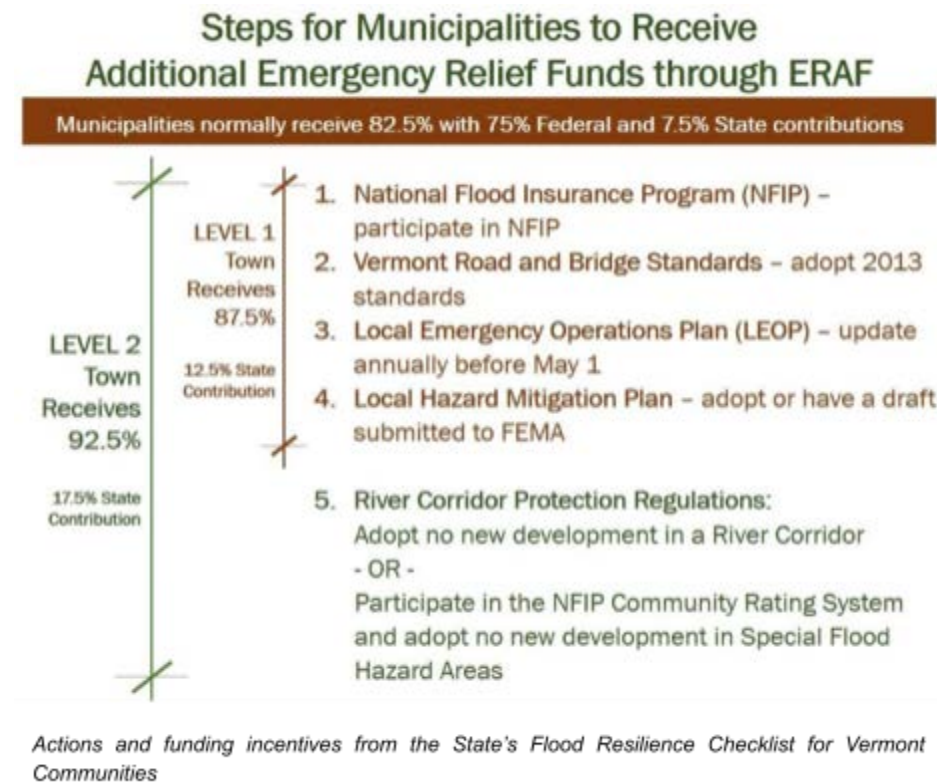 Steps for Municipalities to Receive
Additional Emergency Relief Funds through ERAF
Municipalities normally receive 82.5% with 75% Federal and 7.5% State contributions
LEVEL 2
Town
Receives
92.5%
17.5% State
Contribution
LEVEL 1
Town
Receives
87.5%
12.5% State
Contribution
1. National Flood Insurance Program (NFIP) –
participate in NFIP
2. Vermont Road and Bridge Standards – adopt 2013
standards
3. Local Emergency Operations Plan (LEOP) – update
annually before May 1
4. Local Hazard Mitigation Plan – adopt or have a draft
submitted to FEMA
5. River Corridor Protection Regulations:
Adopt no new development in a River Corridor
- OR -
Participate in the NFIP Community Rating System
and adopt no new development in Special Flood
Hazard Areas
Actions and funding incentives from the State's Flood Resilience Checklist for Vermont
Communities